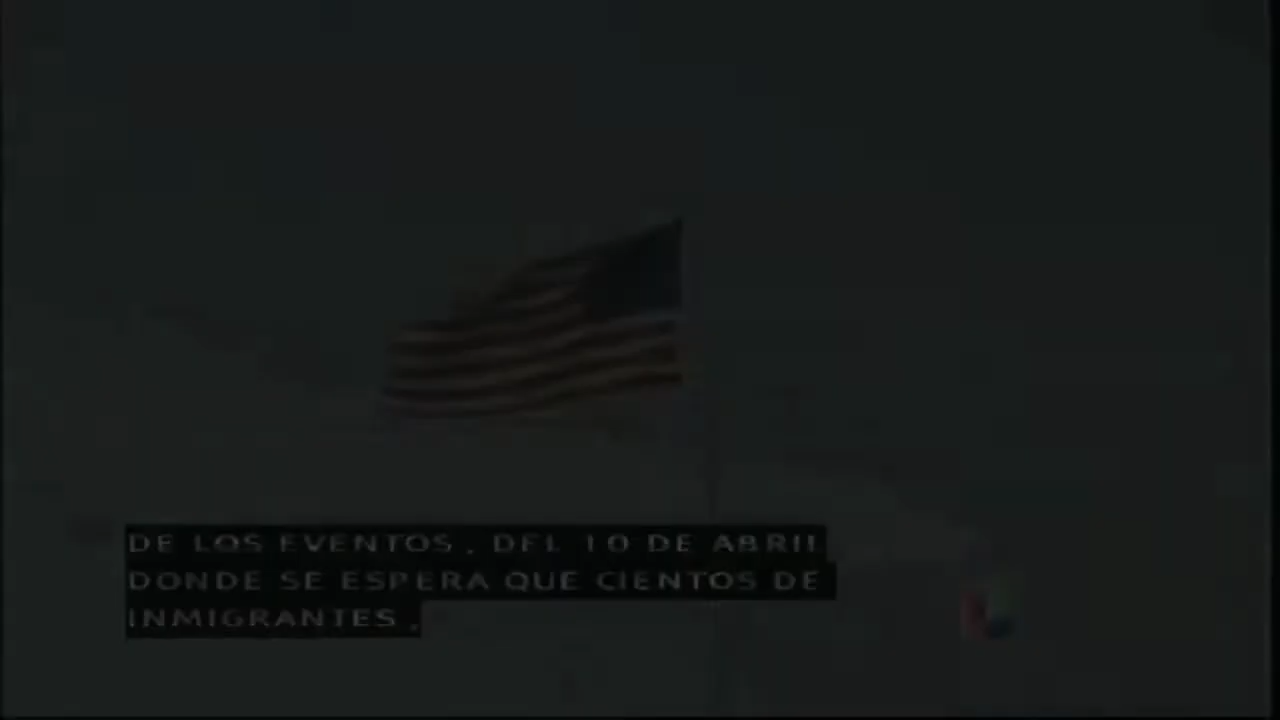 DE LOS EVENTOS, DEL 10 DE ABRIL
DONDE SE ESPERA QUE CIENTOS DE
INMIGRANTES,